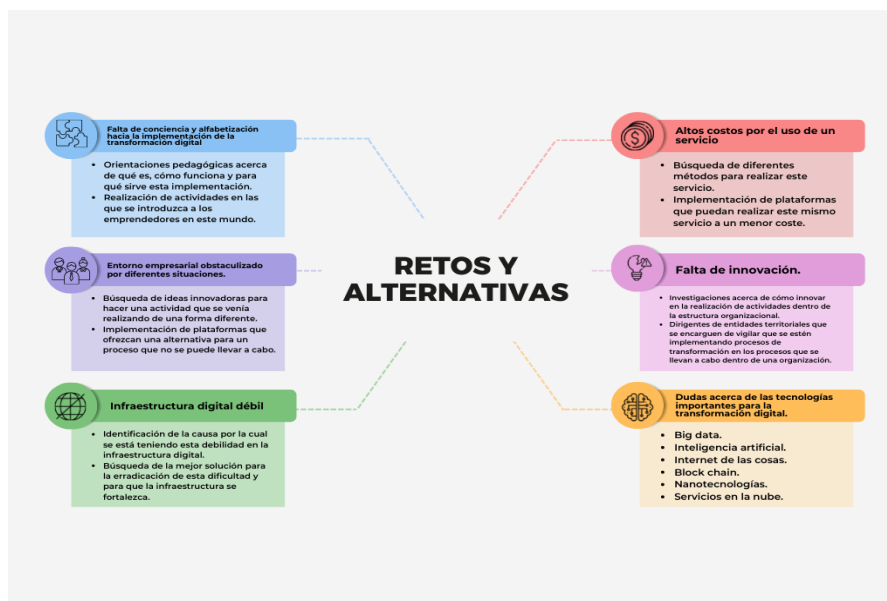 RETOS Y
ALTERNATIVAS
Falta de conciencia y alfabetización
hacia la implementación de la
transformación digital
• Orientaciones pedagógicas acerca
de qué es, cómo funciona y para
qué sirve esta implementación.
• Realización de actividades en las
que se introduzca a los
emprendedores en este mundo.
Entorno empresarial obstaculizado
por diferentes situaciones.
• Búsqueda de ideas innovadoras para
hacer una actividad que se venía
realizando de una forma diferente.
• Implementación de plataformas que
ofrezcan una alternativa para un
proceso que no se puede llevar a cabo.
Infraestructura digital débil
• Identificación de la causa por la cual
se está teniendo esta debilidad en la
infraestructura digital.
• Búsqueda de la mejor solución para
la erradicación de esta dificultad y
para que la infraestructura se
fortalezca.
Altos costos por el uso de un
servicio
• Búsqueda de diferentes
métodos para realizar este
servicio.
• Implementación de plataformas
que puedan realizar este mismo
servicio a un menor coste.
Falta de innovación.
• Investigaciones acerca de cómo innovar
en la realización de actividades dentro de
la estructura organizacional.
• Dirigentes de entidades territoriales que
se encarguen de vigilar que se estén
implementando procesos de
transformación en los procesos que se
llevan a cabo dentro de una organización.
Dudas acerca de las tecnologías
importantes para la
transformación digital.
• Big data.
• Inteligencia artificial.
• Internet de las cosas.
• Block chain.
• Nanotecnologías.
• Servicios en la nube.